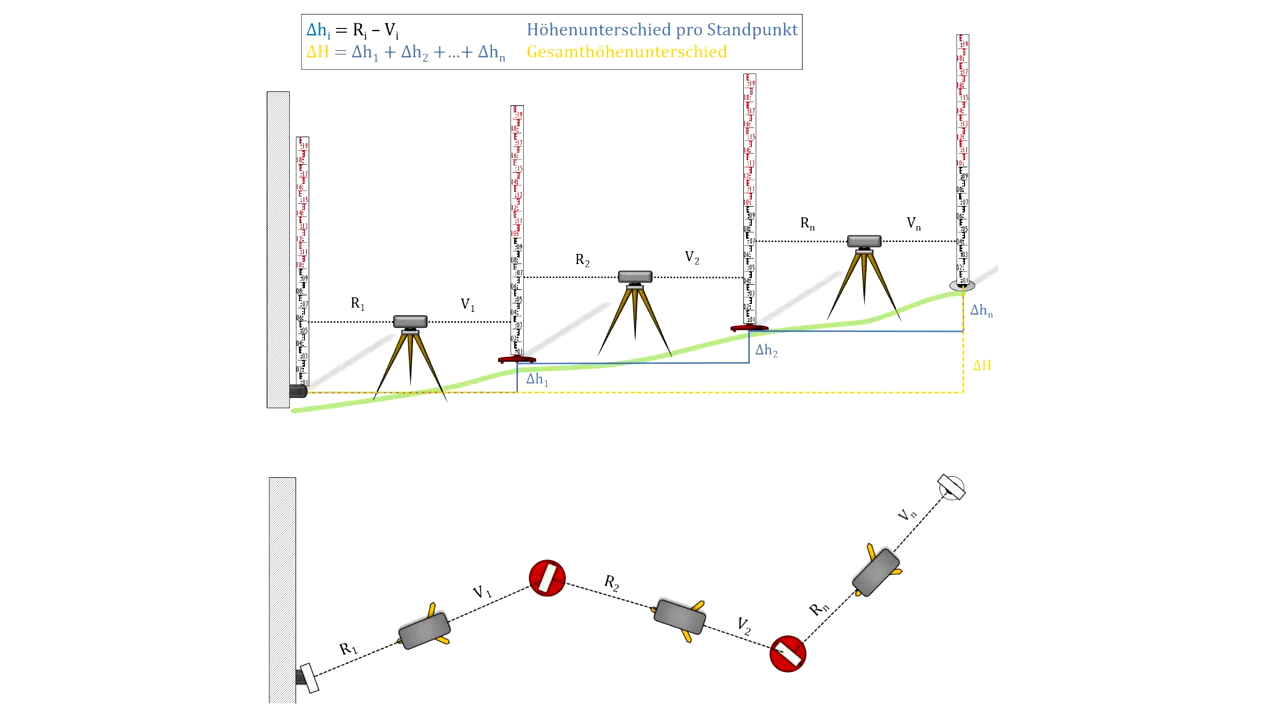 Δhᵢ = Rᵢ – Vᵢ Höhenunterschied pro Standpunkt
ΔH = Δh₁ + Δh₂ +...+ Δhₙ Gesamthöhenunterschied
Rₙ Vₙ
R₂ V₂
R₁ V₁
Δhₙ
Δh₂
ΔH
Δh₁
Vₙ
R₂
V₁
Rₙ
V₂
R₁